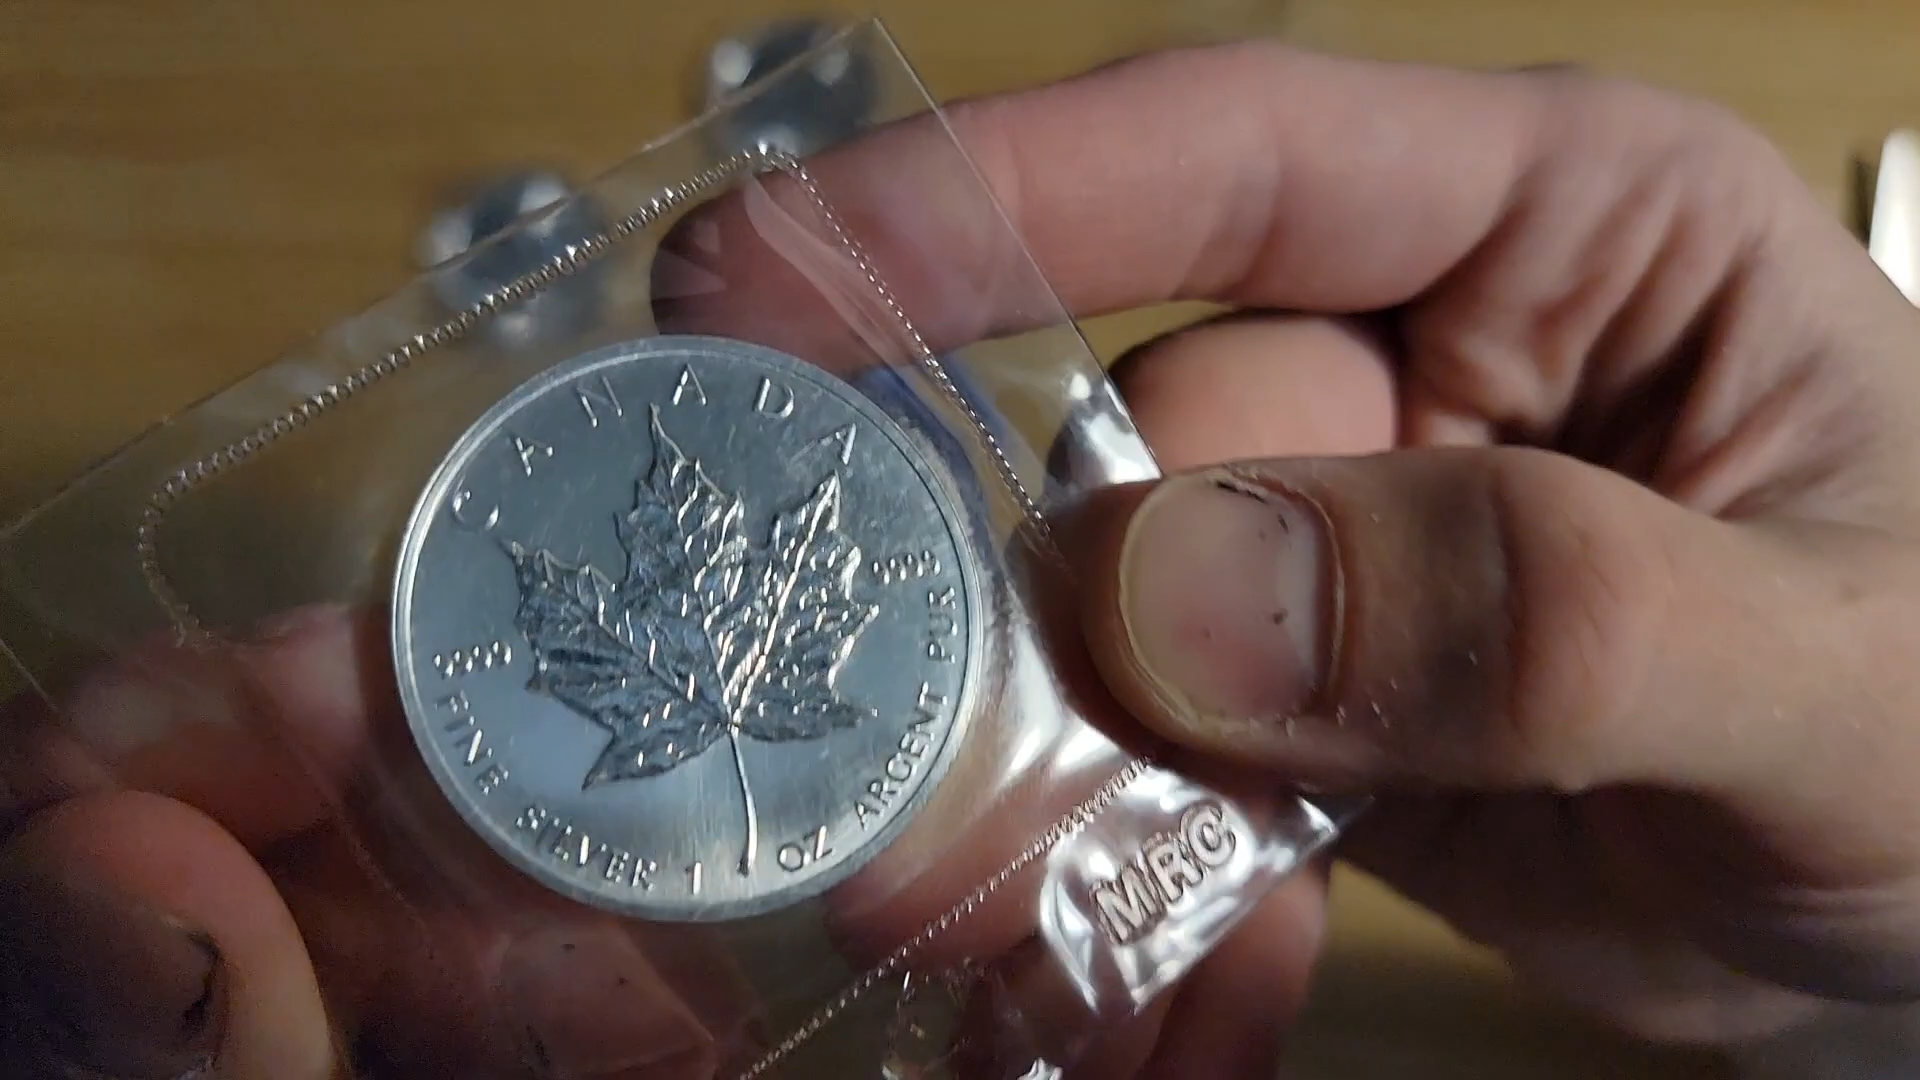 CANADA
9999
9999
FINE SILVER 1 OZ ARGENT PUR
MRC